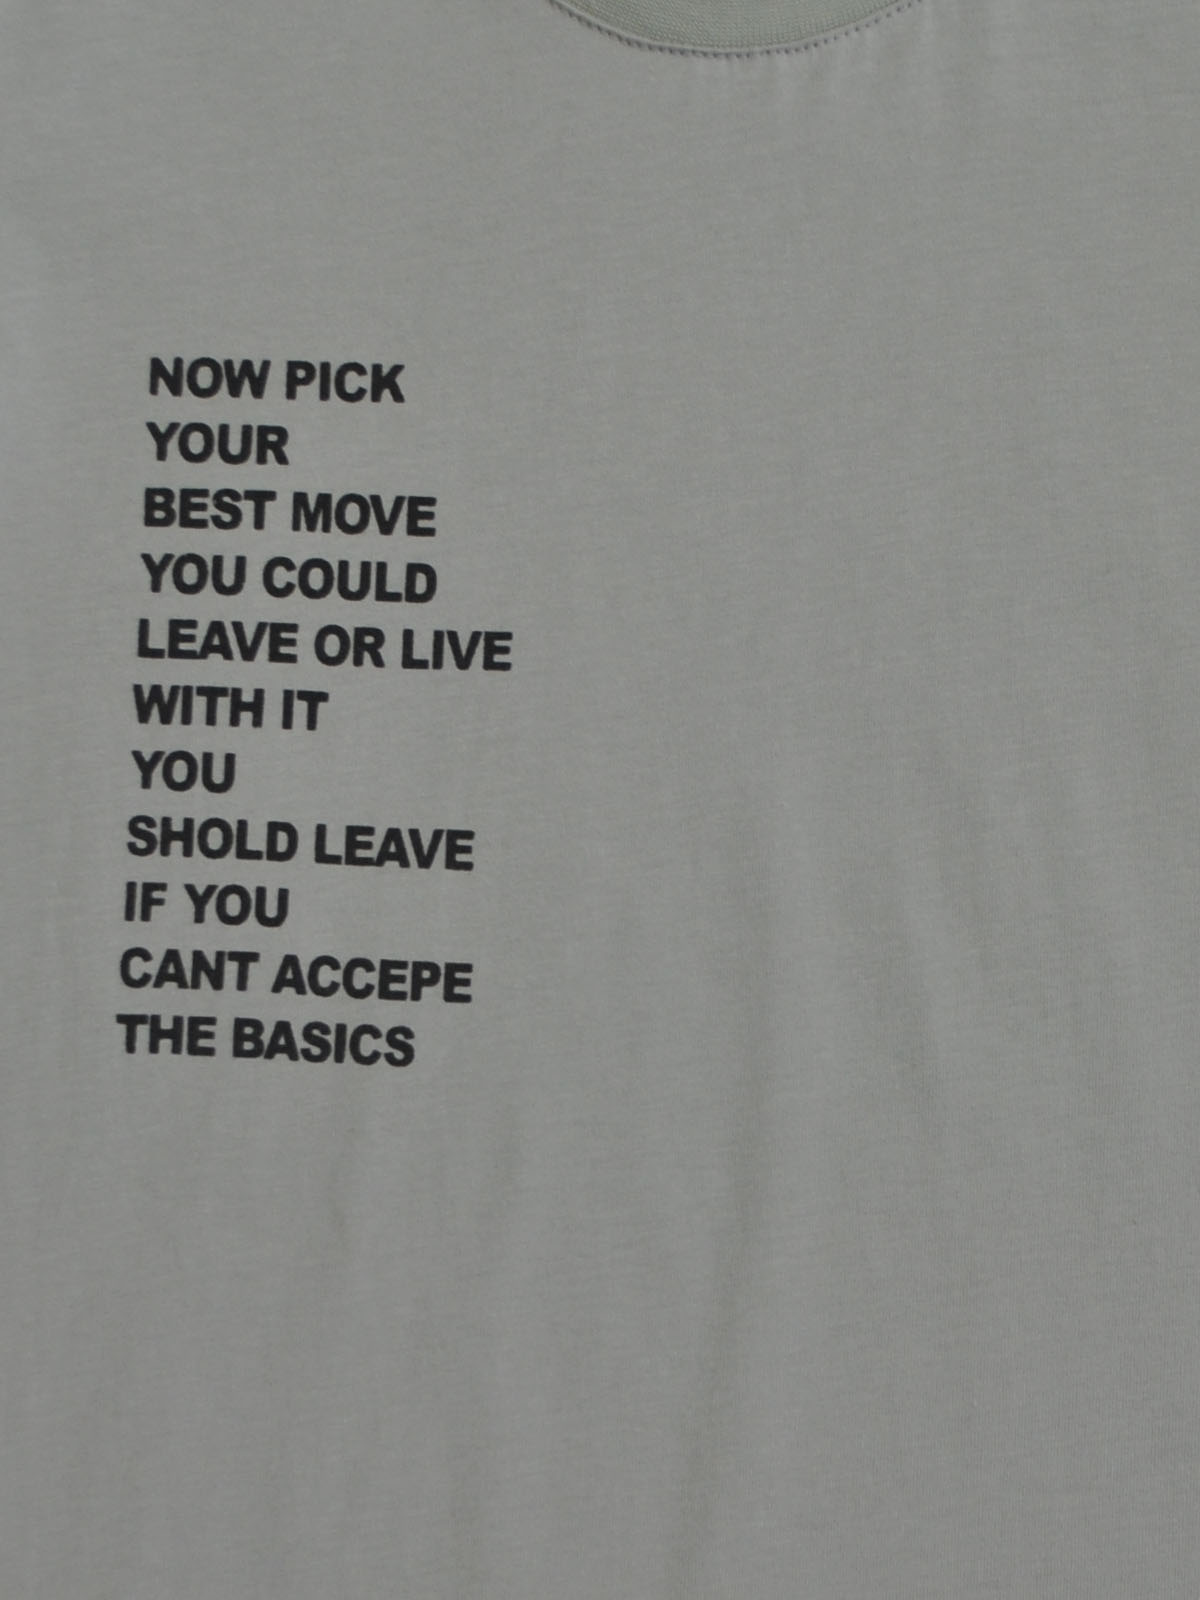 NOW PICK
YOUR
BEST MOVE
YOU COULD
LEAVE OR LIVE
WITH IT
YOU
SHOLD LEAVE
IF YOU
CANT ACCEPE
THE BASICS